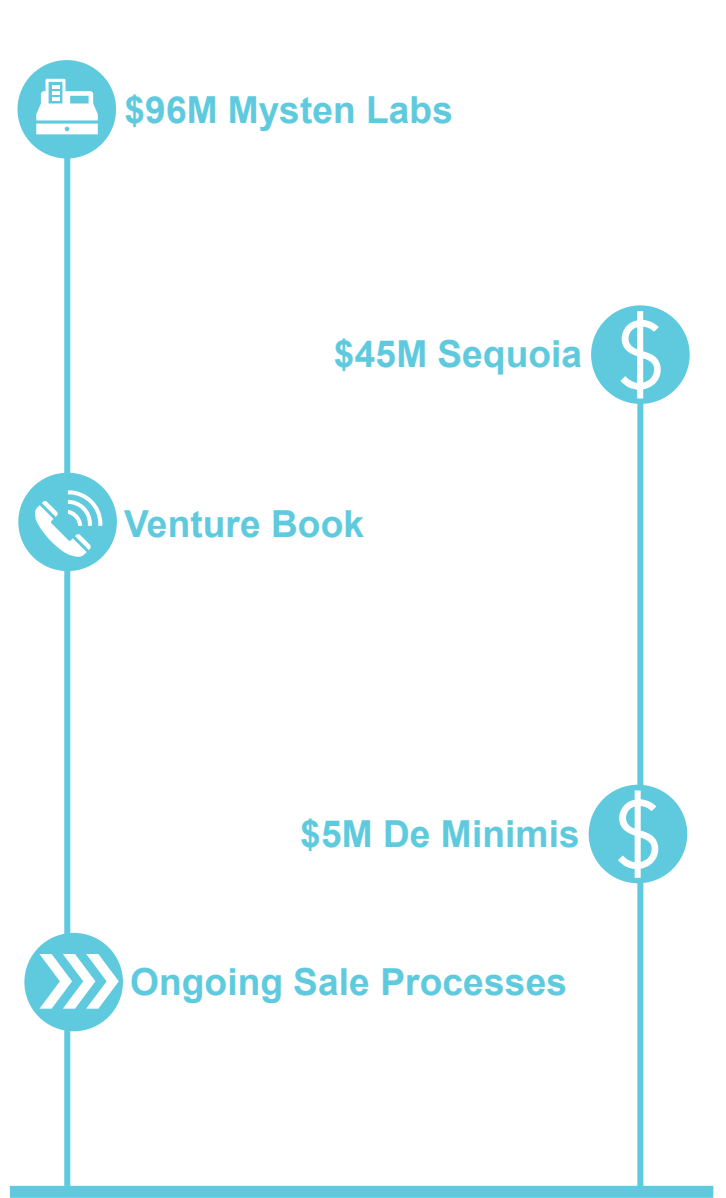 $96M Mysten Labs
$45M Sequoia
Venture Book
$5M De Minimis
Ongoing Sale Processes